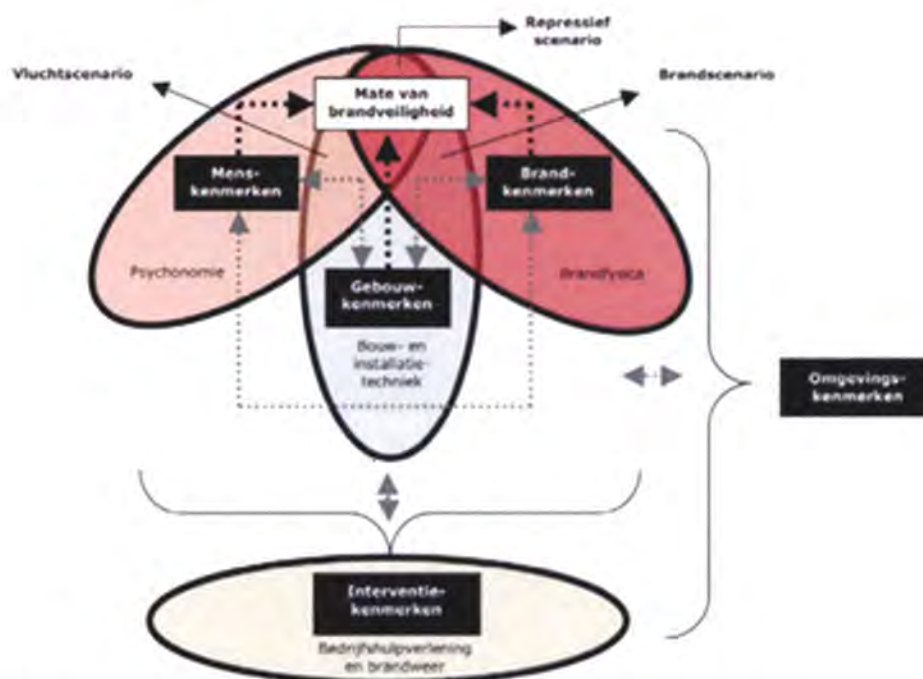 Repressief
scenario
Vluchtscenario
Brandscenario
Mate van
brandveiligheid
Mens-
kenmerken
Brand-
kenmerken
Psychonomie
Brandfysica
Gebouw-
kenmerken
Bouw- en
installatie-
techniek
Omgevings-
kenmerken
Interventie-
kenmerken
Bedrijfshulpverlening
en brandweer